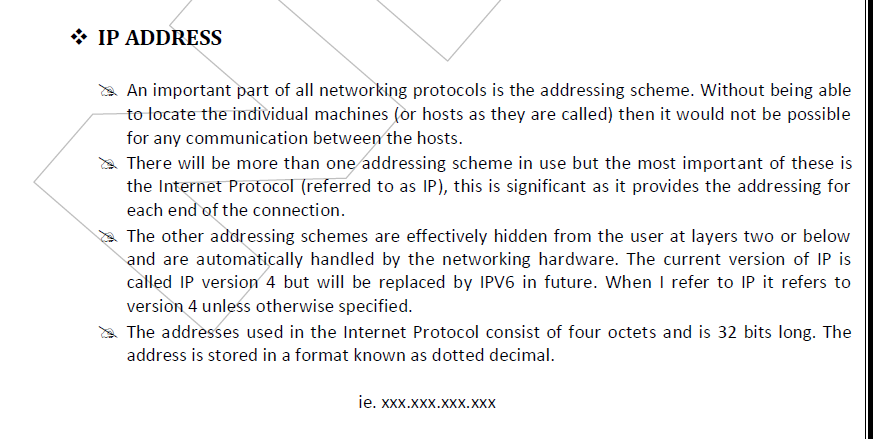 ❖ IP ADDRESS
An important part of all networking protocols is the addressing scheme. Without being able
to locate the individual machines (or hosts as they are called) then it would not be possible
for any communication between the hosts.
There will be more than one addressing scheme in use but the most important of these is
the Internet Protocol (referred to as IP), this is significant as it provides the addressing for
each end of the connection.
The other addressing schemes are effectively hidden from the user at layers two or below
and are automatically handled by the networking hardware. The current version of IP is
called IP version 4 but will be replaced by IPV6 in future. When I refer to IP it refers to
version 4 unless otherwise specified.
The addresses used in the Internet Protocol consist of four octets and is 32 bits long. The
address is stored in a format known as dotted decimal.
ie. xxx.xxx.xxx.xxx